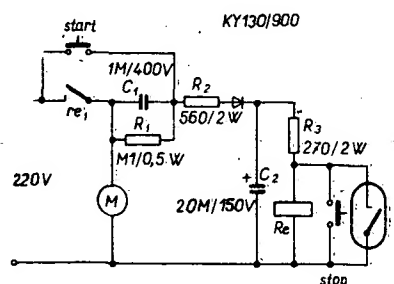 start
KY130/900
1M/400V
C1
R2
re1
560/2W
R1
M1/0,5 W
R3
270/2W
220V
M
+
C2
20M/150V
Re
stop